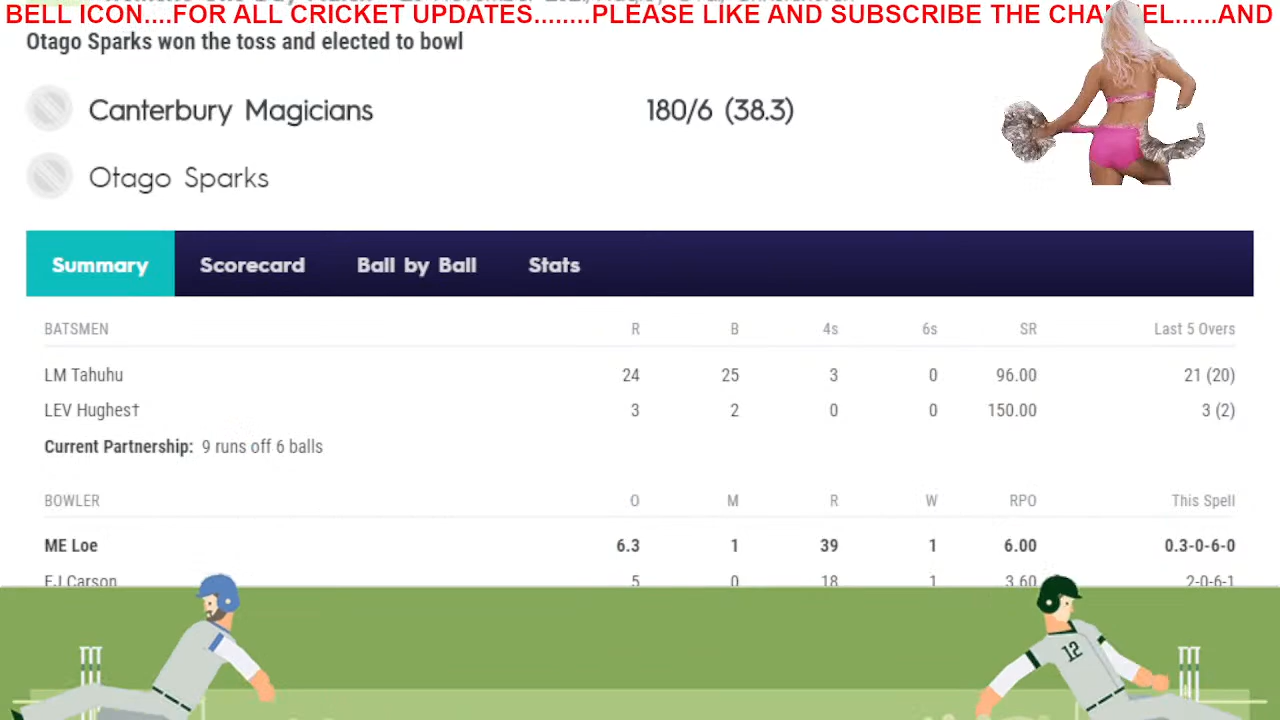 BELL ICON....FOR ALL CRICKET UPDATES........PLEASE LIKE AND SUBSCRIBE THE CHANNEL......AND
Otago Sparks won the toss and elected to bowl
Canterbury Magicians 180/6 (38.3)
Otago Sparks
Summary Scorecard Ball by Ball Stats
BATSMEN R B 4s 6s SR Last 5 Overs
LM Tahuhu 24 25 3 0 96.00 21 (20)
LEV Hughes† 3 2 0 0 150.00 3 (2)
Current Partnership: 9 runs off 6 balls
BOWLER O M R W RPO This Spell
ME Loe 6.3 1 39 1 6.00 0.3-0-6-0
EJ Carson 5 0 18 1 3.60 2-0-6-1
12